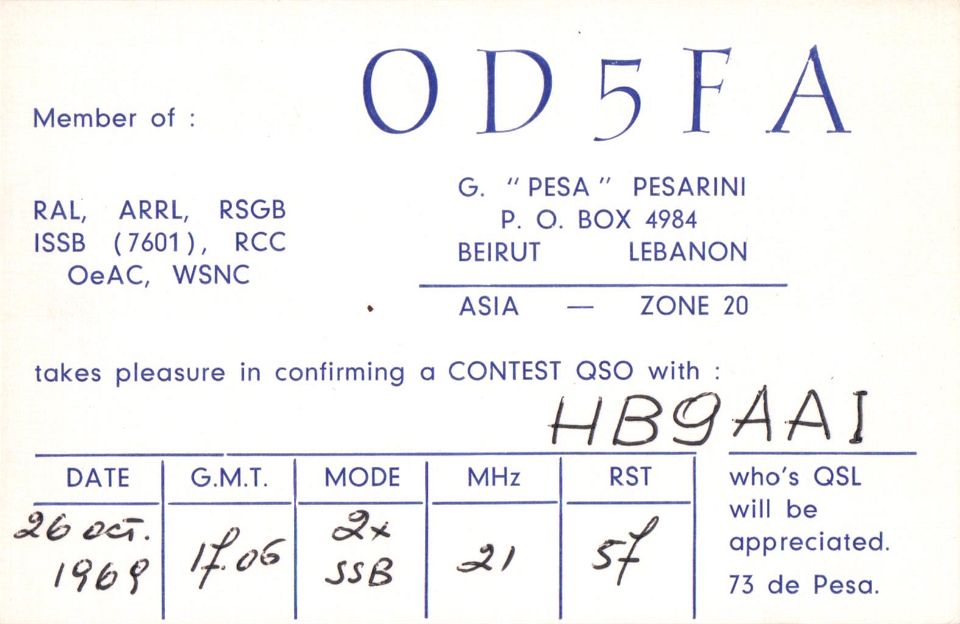 OD5FA
Member of :
G. "PESA" PESARINI
P. O. BOX 4984
BEIRUT LEBANON
RAL, ARRL, RSGB
ISSB (7601), RCC
OeAC, WSNC
ASIA — ZONE 20
takes pleasure in confirming a CONTEST QSO with :
HB9AAI
DATE G.M.T. MODE MHz RST
26 oct. 1969 17.06 2x SSB 21 57
who's QSL
will be
appreciated.
73 de Pesa.